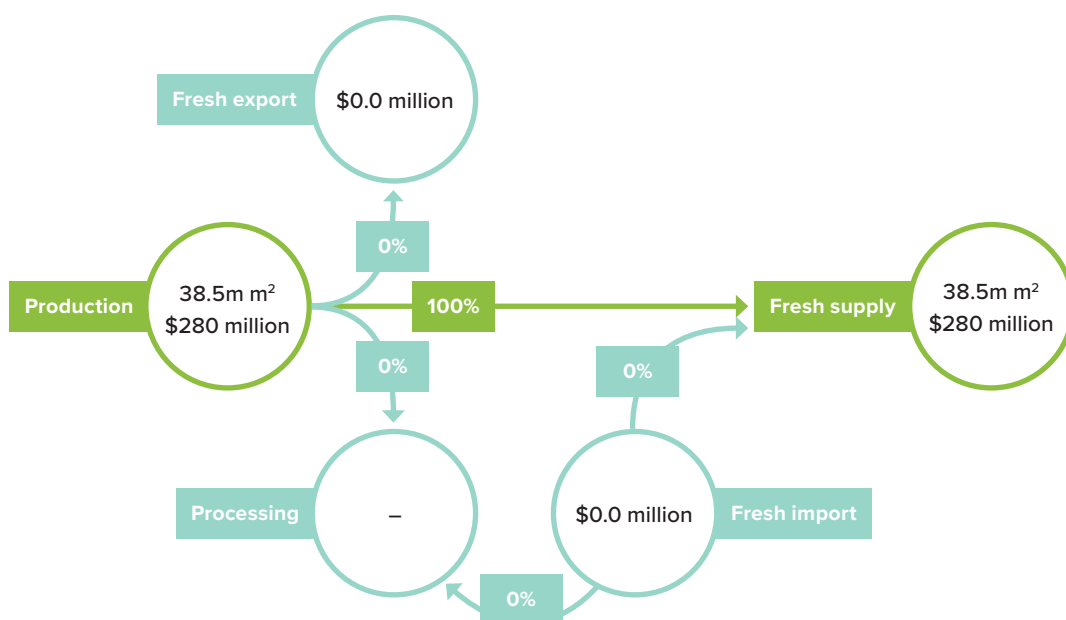 Fresh export
$0.0 million
0%
Production
38.5m m²
$280 million
100%
Fresh supply
38.5m m²
$280 million
0%
0%
Processing
–
$0.0 million
Fresh import
0%